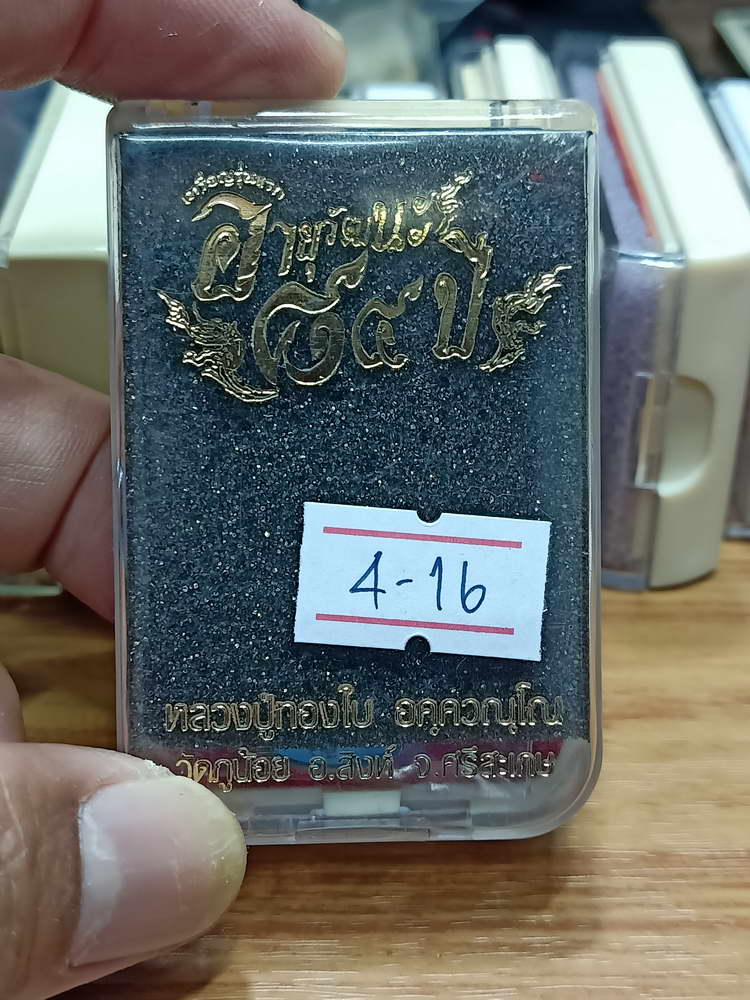 เหรียญรุ่นแรก
อายุวัฒนะ
๘๔ ปี
4-16
หลวงปู่ทองใบ อคฺควณฺโณ
วัดภูน้อย อ.สิงห์ จ.ศรีสะเกษ